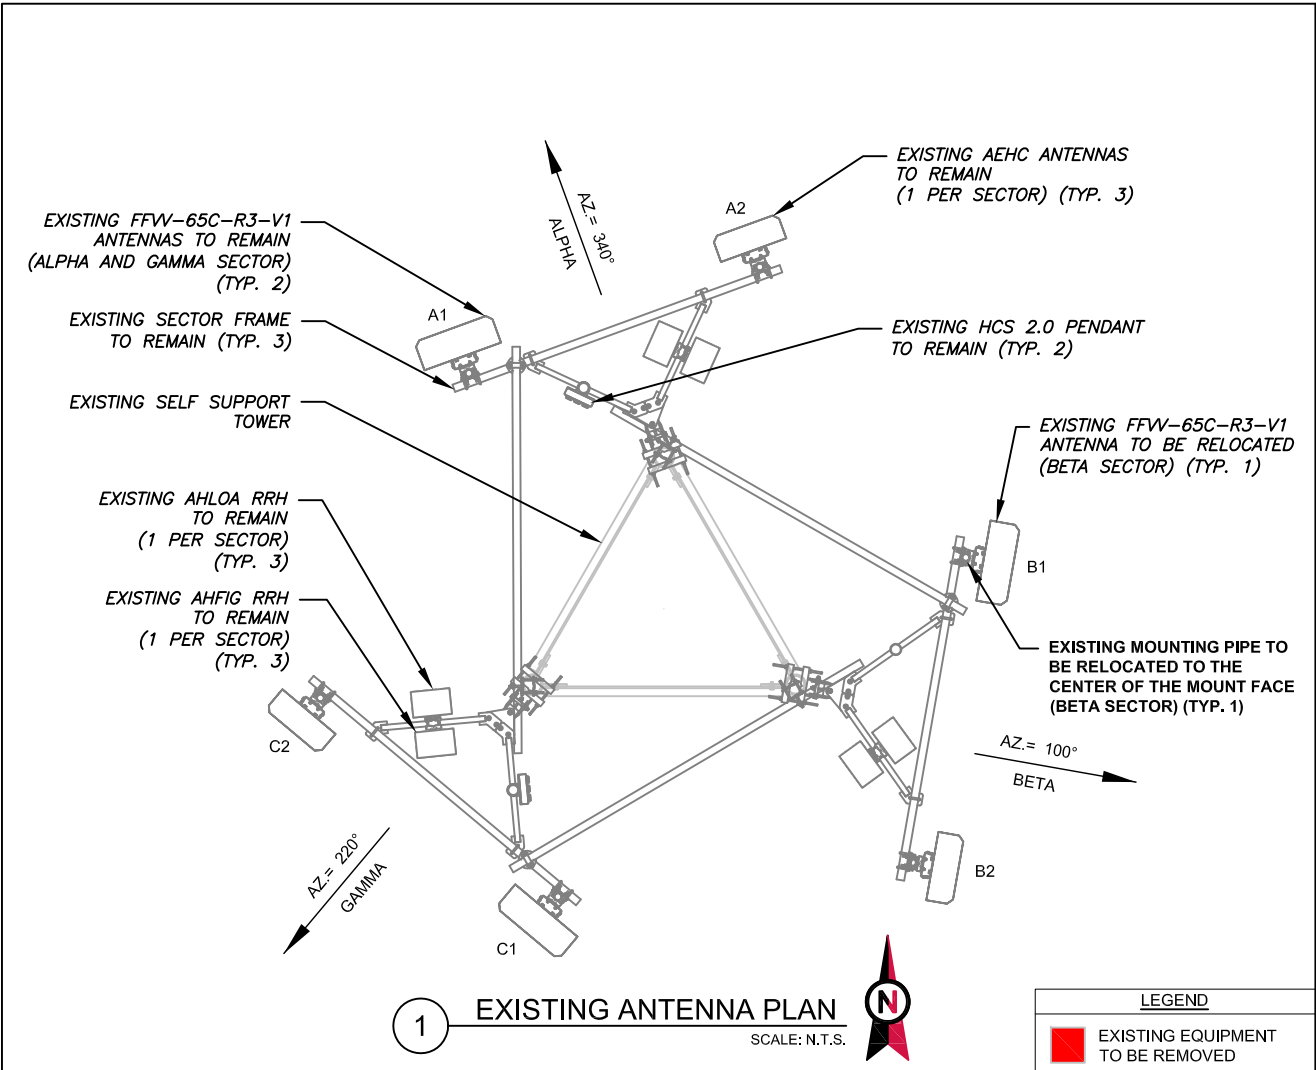 EXISTING AEHC ANTENNAS
TO REMAIN
(1 PER SECTOR) (TYP. 3)
A2
AZ.= 340°
ALPHA
EXISTING FFVV-65C-R3-V1
ANTENNAS TO REMAIN
(ALPHA AND GAMMA SECTOR)
(TYP. 2)
A1
EXISTING SECTOR FRAME
TO REMAIN (TYP. 3)
EXISTING HCS 2.0 PENDANT
TO REMAIN (TYP. 2)
EXISTING SELF SUPPORT
TOWER
EXISTING FFVV-65C-R3-V1
ANTENNA TO BE RELOCATED
(BETA SECTOR) (TYP. 1)
EXISTING AHLOA RRH
TO REMAIN
(1 PER SECTOR)
(TYP. 3)
B1
EXISTING AHFIG RRH
TO REMAIN
(1 PER SECTOR)
(TYP. 3)
EXISTING MOUNTING PIPE TO
BE RELOCATED TO THE
CENTER OF THE MOUNT FACE
(BETA SECTOR) (TYP. 1)
C2
AZ.= 100°
BETA
AZ.= 220°
GAMMA
B2
C1
1
EXISTING ANTENNA PLAN
SCALE: N.T.S.
N
LEGEND
EXISTING EQUIPMENT
TO BE REMOVED